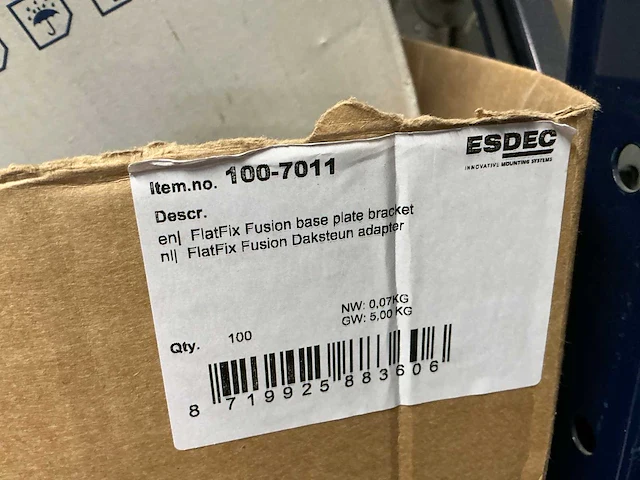 Item.no. 100-7011
ESDEC
INNOVATIVE MOUNTING SYSTEMS
Descr.
en| FlatFix Fusion base plate bracket
nl| FlatFix Fusion Daksteun adapter
NW: 0,07KG
GW: 5,00 KG
Qty. 100
8 719925 883606